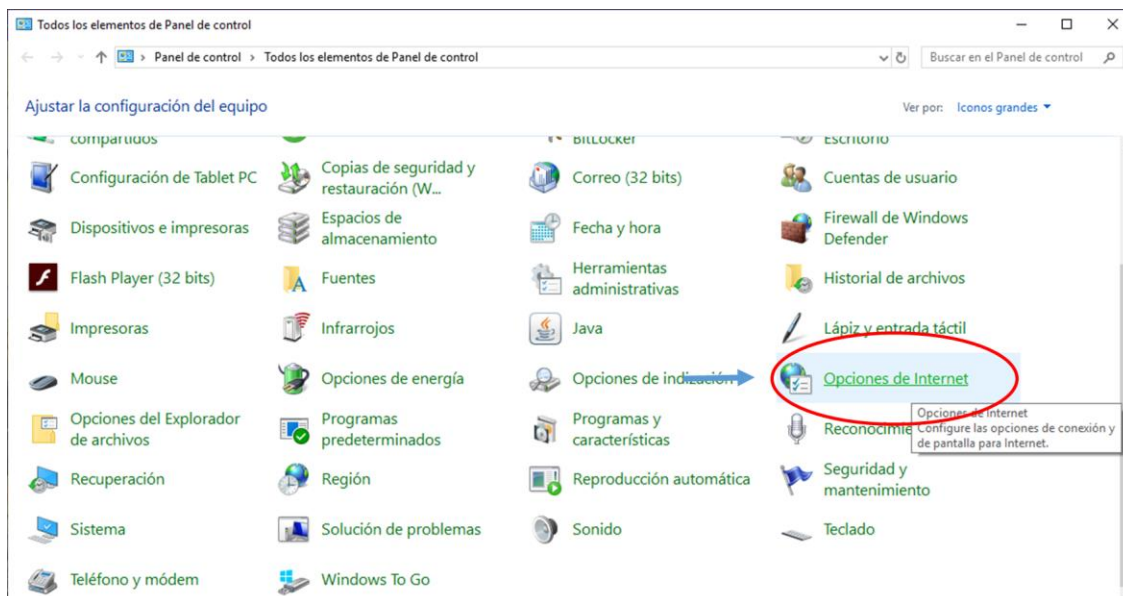 Todos los elementos de Panel de control
Panel de control > Todos los elementos de Panel de control
Buscar en el Panel de control
Ajustar la configuración del equipo
Ver por: Iconos grandes
compartidos
BitLocker
Escritorio
Configuración de Tablet PC
Copias de seguridad y
restauración (W...
Correo (32 bits)
Cuentas de usuario
Dispositivos e impresoras
Espacios de
almacenamiento
Fecha y hora
Firewall de Windows
Defender
Flash Player (32 bits)
Fuentes
Herramientas
administrativas
Historial de archivos
Impresoras
Infrarrojos
Java
Lápiz y entrada táctil
Mouse
Opciones de energía
Opciones de indización
Opciones de Internet
Opciones del Explorador
de archivos
Programas
predeterminados
Programas y
características
Opciones de Internet
Configure las opciones de conexión y
de pantalla para Internet.
Recuperación
Región
Reproducción automática
Seguridad y
mantenimiento
Sistema
Solución de problemas
Sonido
Teclado
Teléfono y módem
Windows To Go